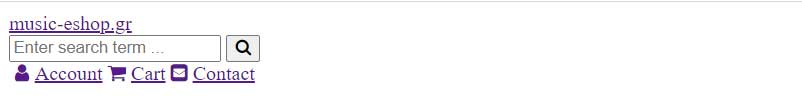 music-eshop.gr
Enter search term ...
Account Cart Contact